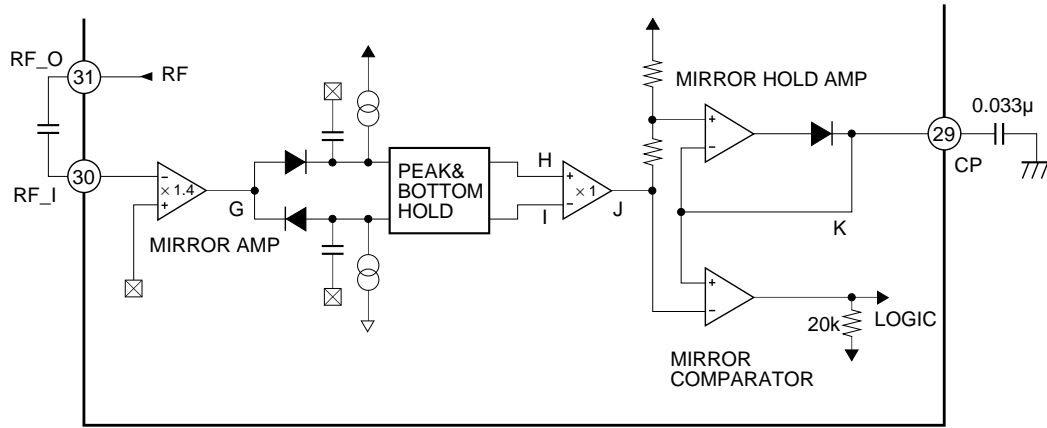 RF_O
31
RF
MIRROR HOLD AMP
0.033μ
+
−
29
CP
30
RF_I
−
× 1.4
+
G
MIRROR AMP
PEAK&
BOTTOM
HOLD
H
I
+
× 1
−
J
K
+
−
20k
LOGIC
MIRROR
COMPARATOR